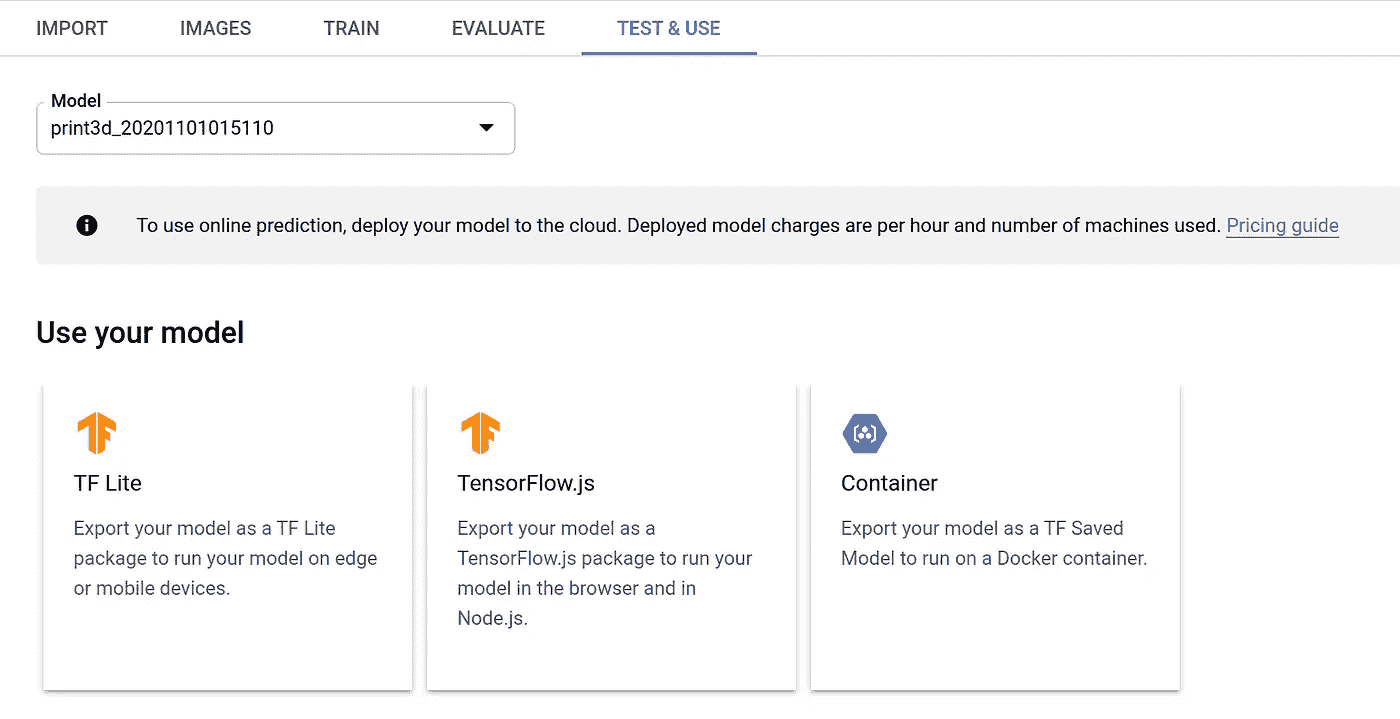 IMPORT IMAGES TRAIN EVALUATE TEST & USE
Model
print3d_20201101015110
To use online prediction, deploy your model to the cloud. Deployed model charges are per hour and number of machines used. Pricing guide
Use your model
TF Lite
Export your model as a TF Lite
package to run your model on edge
or mobile devices.
TensorFlow.js
Export your model as a
TensorFlow.js package to run your
model in the browser and in
Node.js.
Container
Export your model as a TF Saved
Model to run on a Docker container.